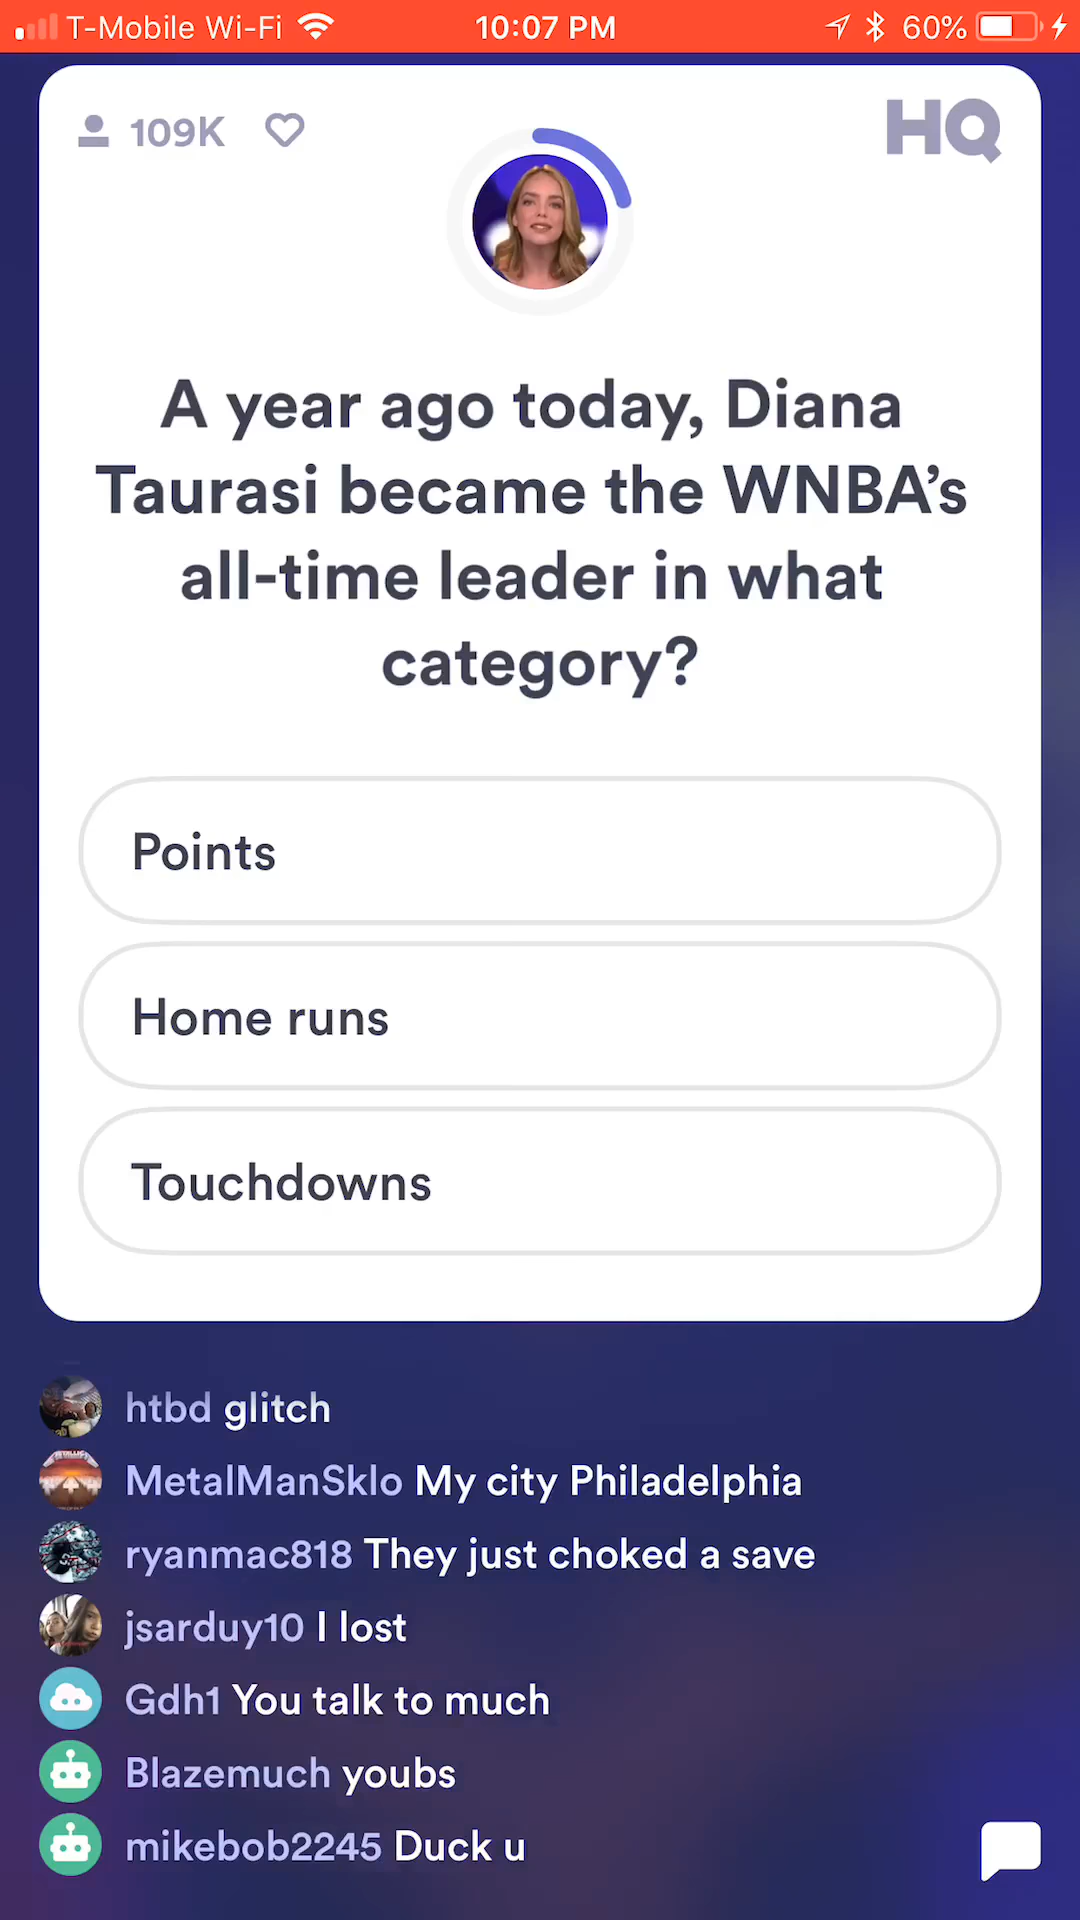 T-Mobile Wi-Fi 10:07 PM 60%
109K HQ
A year ago today, Diana
Taurasi became the WNBA’s
all-time leader in what
category?
Points
Home runs
Touchdowns
htbd glitch
MetalManSklo My city Philadelphia
ryanmac818 They just choked a save
jsarduy10 I lost
Gdh1 You talk to much
Blazemuch youbs
mikebob2245 Duck u